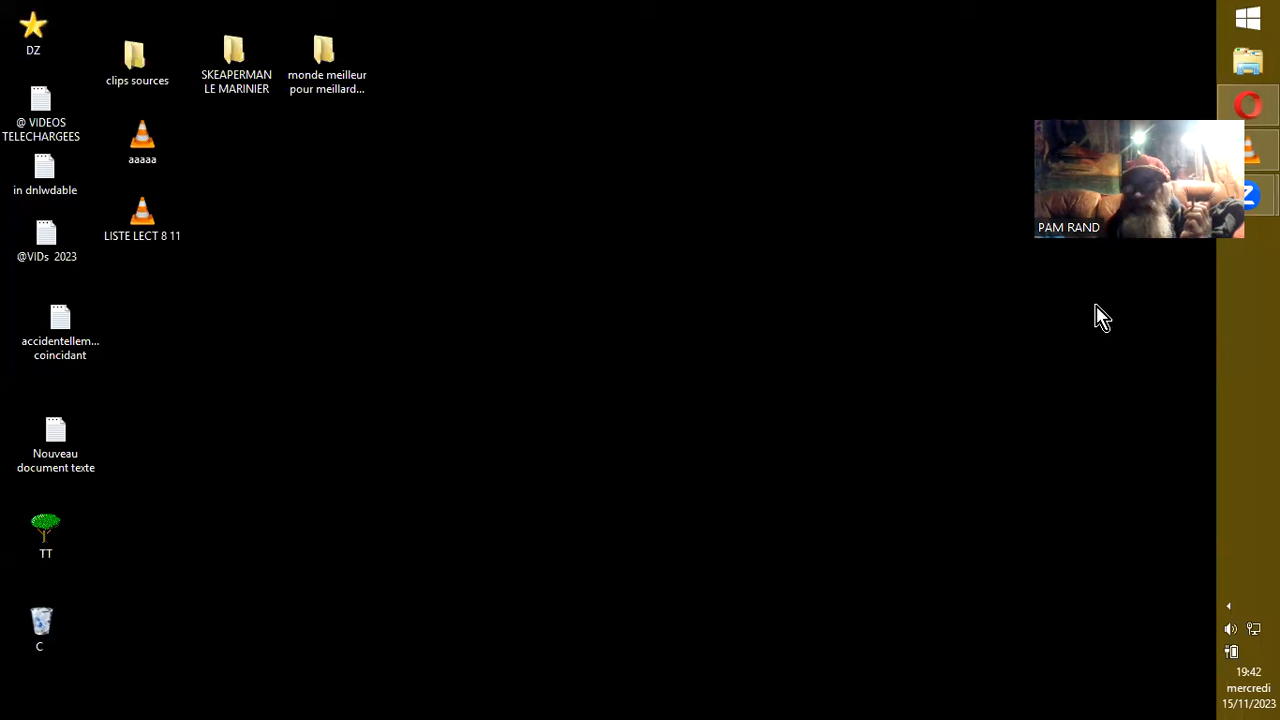 DZ
clips sources
SKEAPERMAN
LE MARINIER
monde meilleur
pour meillard...
@ VIDEOS
TELECHARGEES
aaaaa
in dnlwdable
LISTE LECT 8 11
@VIDs 2023
PAM RAND
accidentellem...
coincidant
Nouveau
document texte
TT
C
19:42
mercredi
15/11/2023